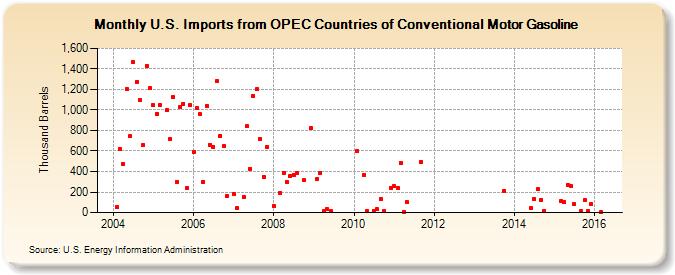 Monthly U.S. Imports from OPEC Countries of Conventional Motor Gasoline
Thousand Barrels
1,600
1,400
1,200
1,000
800
600
400
200
0
2004 2006 2008 2010 2012 2014 2016
Source: U.S. Energy Information Administration